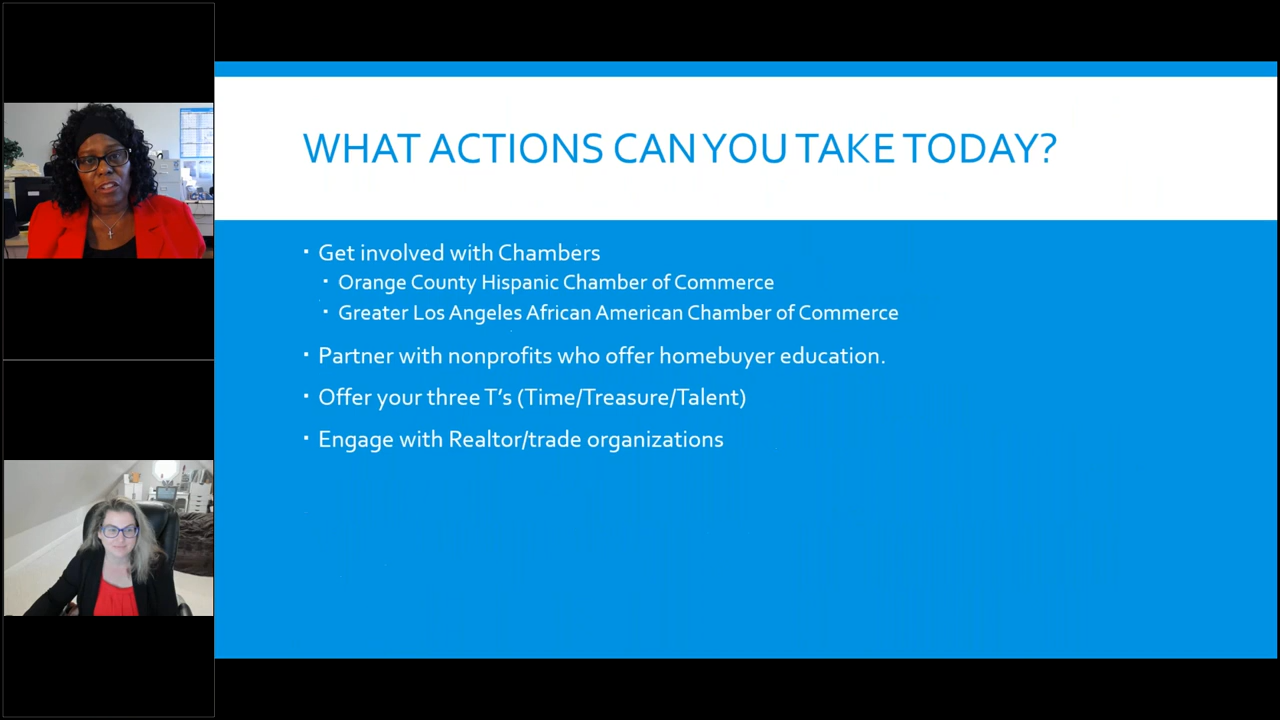 WHAT ACTIONS CAN YOU TAKE TODAY?
Get involved with Chambers
Orange County Hispanic Chamber of Commerce
Greater Los Angeles African American Chamber of Commerce
Partner with nonprofits who offer homebuyer education.
Offer your three T’s (Time/Treasure/Talent)
Engage with Realtor/trade organizations